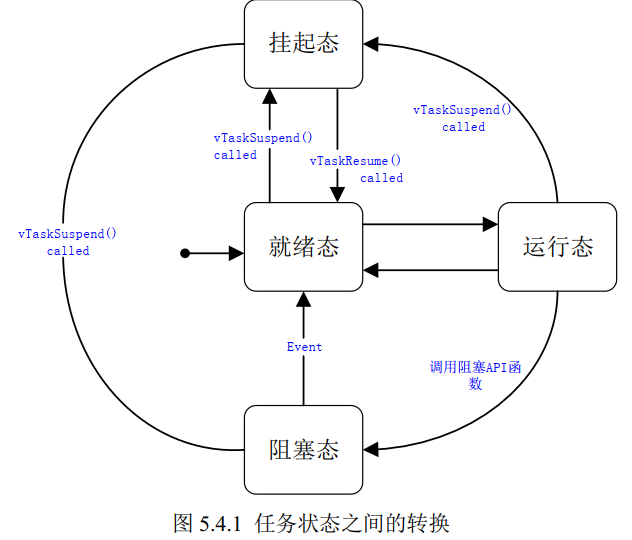 挂起态
vTaskSuspend()
called
vTaskSuspend()
called
vTaskResume()
called
vTaskSuspend()
called
就绪态
运行态
Event
调用阻塞API函
数
阻塞态
图 5.4.1 任务状态之间的转换